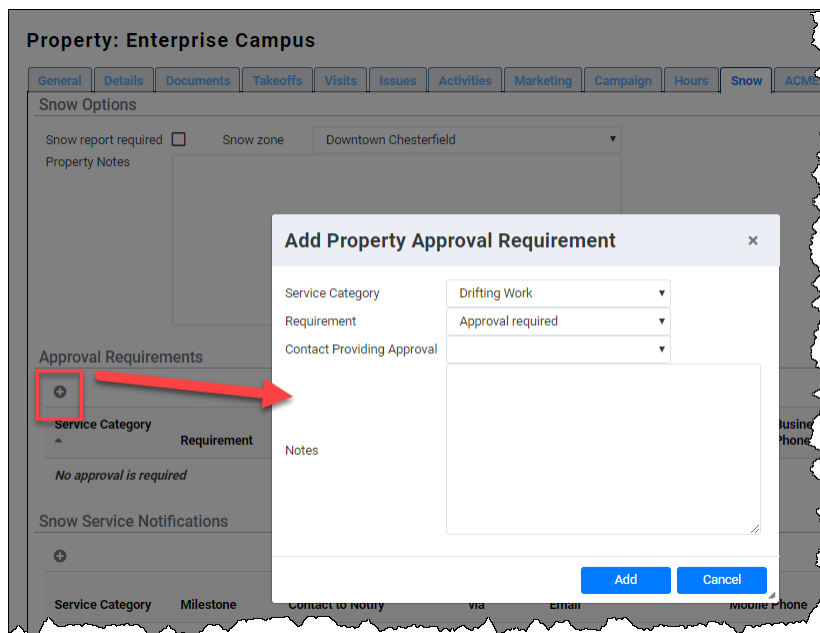 Property: Enterprise Campus
General Details Documents Takeoffs Visits Issues Activities Marketing Campaign Hours Snow ACME
Snow Options
Snow report required Snow zone Downtown Chesterfield
Property Notes
Add Property Approval Requirement ×
Service Category Drifting Work
Requirement Approval required
Contact Providing Approval
Notes
Add Cancel
Approval Requirements
Service Category
Requirement
Phone
No approval is required
Snow Service Notifications
Service Category Milestone Contact to Notify Via Email Mobile Phone